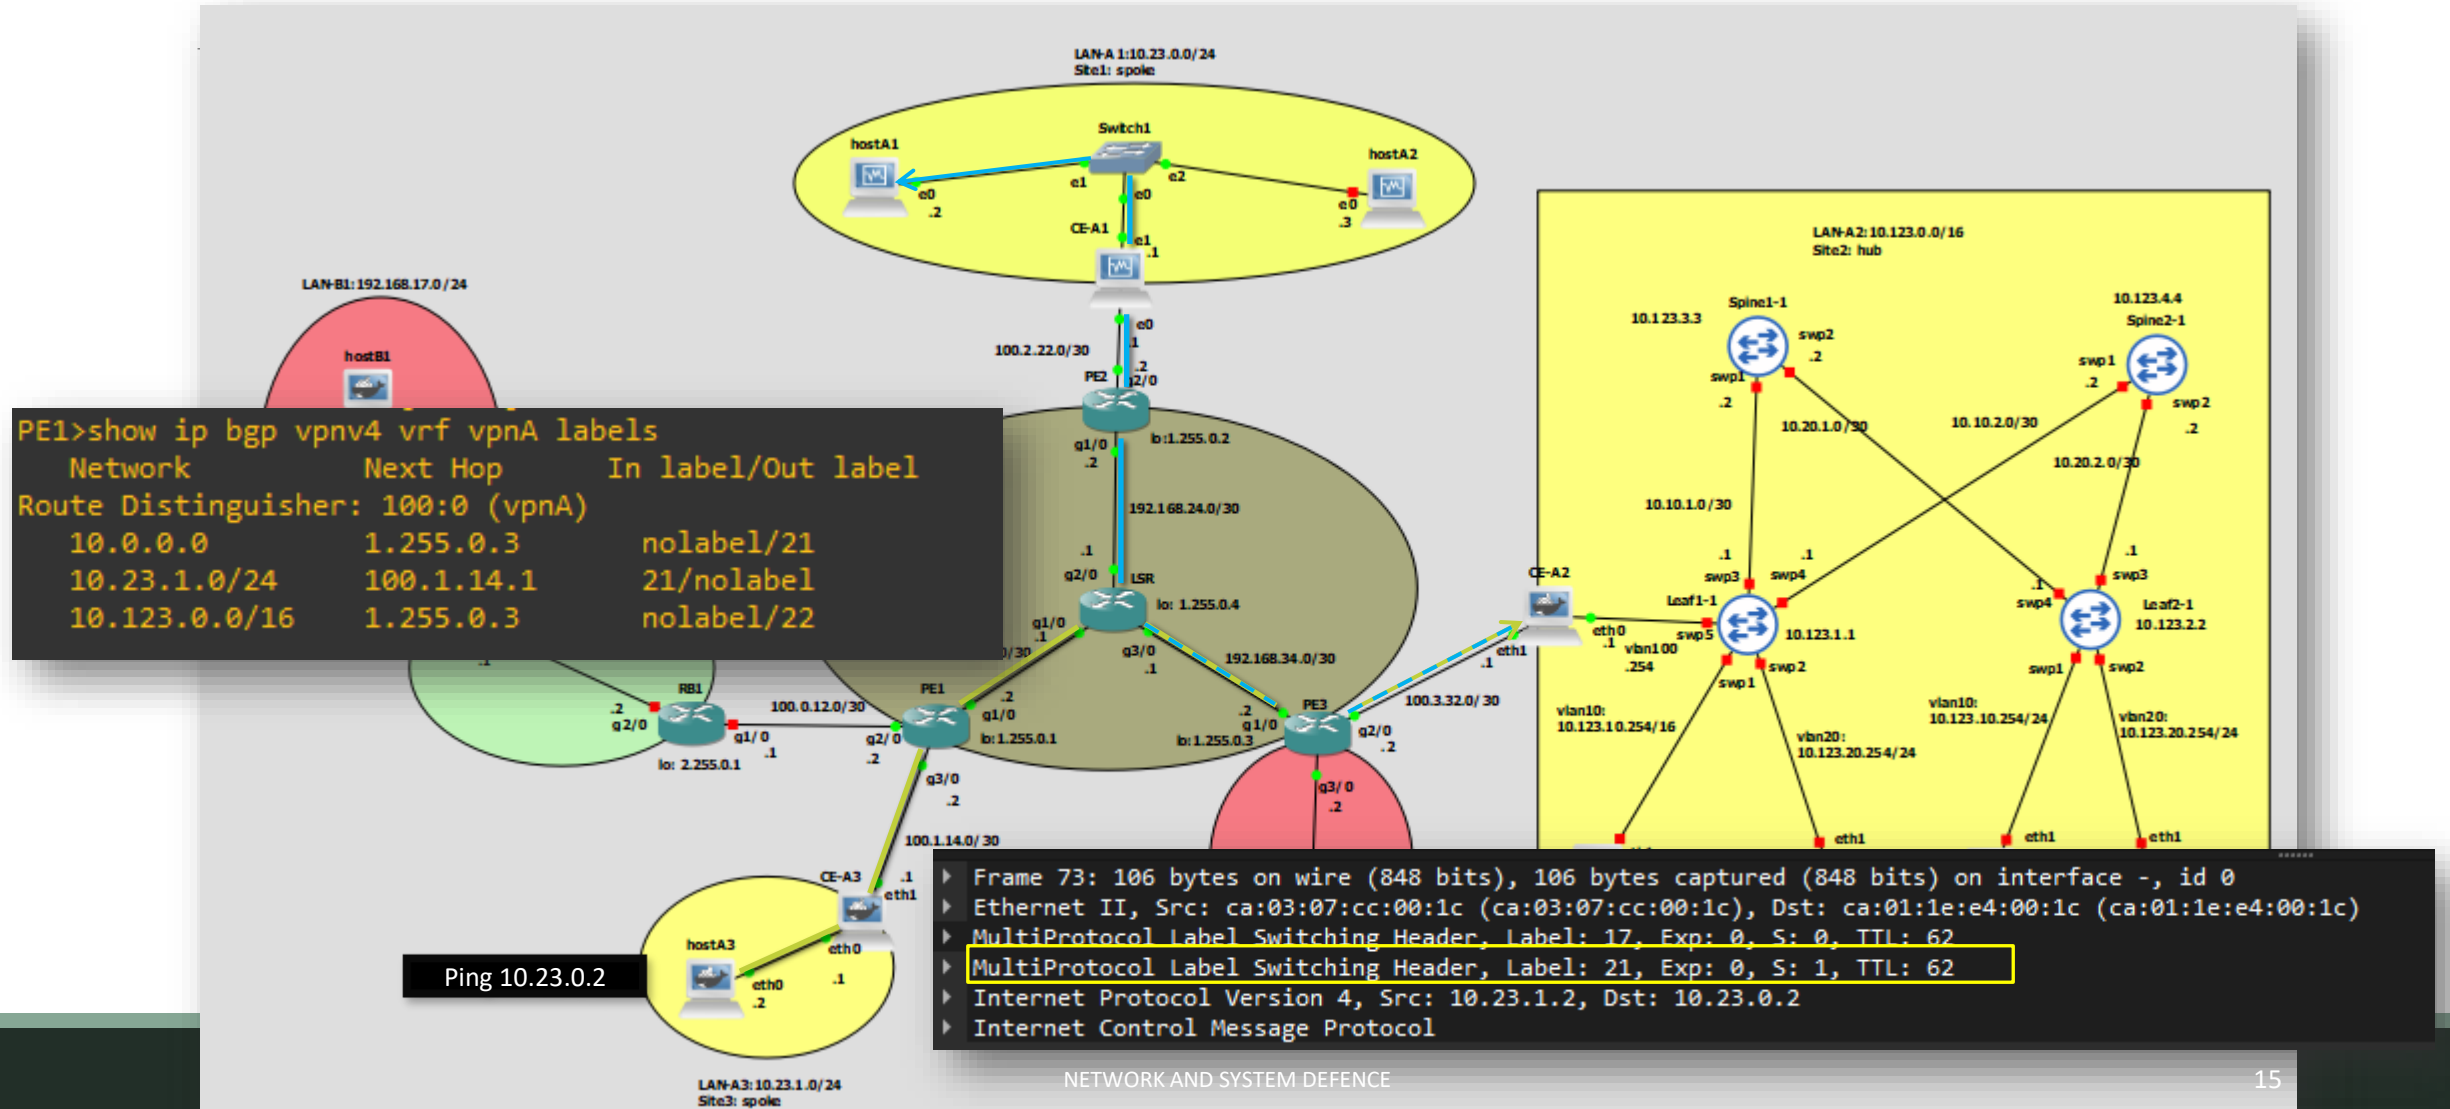 LAN-A 1:10.23.0.0/24
Site1: spoke
Switch1
hostA1
hostA2
e0
.2
e1
e2
e0
e0
.3
CE-A1
e1
.1
LAN-A2: 10.123.0.0/16
Site2: hub
LAN-B1: 192.168.17.0/24
hostB1
Spine1-1
10.123.3.3
swp2
.2
swp1
.2
10.123.4.4
Spine2-1
swp1
.2
swp2
.2
e0
.1
100.2.22.0/30
.2
PE2
g2/0
g1/0
.2
lo:1.255.0.2
10.20.1.0/30
10.10.2.0/30
10.20.2.0/30
10.10.1.0/30
PE1>show ip bgp vpnv4 vrf vpnA labels
Network Next Hop In label/Out label
Route Distinguisher: 100:0 (vpnA)
10.0.0.0 1.255.0.3 nolabel/21
10.23.1.0/24 100.1.14.1 21/nolabel
10.123.0.0/16 1.255.0.3 nolabel/22
192.168.24.0/30
.1
g2/0
LSR
lo: 1.255.0.4
g1/0
.1
g3/0
.1
192.168.34.0/30
CE-A2
eth0
.1
eth1
.1
.1
swp3
.1
swp4
Leaf1-1
swp5
10.123.1.1
vlan100
.254
swp1
swp2
.1
swp4
.1
swp3
Leaf2-1
10.123.2.2
swp1
swp2
.1
/30
RB1
.2
g2/0
g1/0
.1
lo: 2.255.0.1
100.0.12.0/30
PE1
.2
g1/0
g2/0
.2
lo:1.255.0.1
g3/0
.2
PE3
.2
g1/0
lo:1.255.0.3
g2/0
.2
g3/0
.2
100.3.32.0/30
vlan10:
10.123.10.254/16
vlan20:
10.123.20.254/24
vlan10:
10.123.10.254/24
vlan20:
10.123.20.254/24
eth1
eth1
eth1
100.1.14.0/30
CE-A3
.1
eth1
eth0
.1
hostA3
eth0
.2
Ping 10.23.0.2
Frame 73: 106 bytes on wire (848 bits), 106 bytes captured (848 bits) on interface -, id 0
Ethernet II, Src: ca:03:07:cc:00:1c (ca:03:07:cc:00:1c), Dst: ca:01:1e:e4:00:1c (ca:01:1e:e4:00:1c)
MultiProtocol Label Switching Header, Label: 17, Exp: 0, S: 0, TTL: 62
MultiProtocol Label Switching Header, Label: 21, Exp: 0, S: 1, TTL: 62
Internet Protocol Version 4, Src: 10.23.1.2, Dst: 10.23.0.2
Internet Control Message Protocol
LAN-A3: 10.23.1.0/24
Site3: spoke
NETWORK AND SYSTEM DEFENCE
15